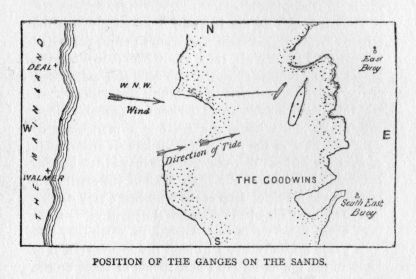 N
DEAL
East
Buoy
W.N.W.
Wind
THE MAINLAND
W
E
Direction of Tide
WALMER
THE GOODWINS
South East
Buoy
S
POSITION OF THE GANGES ON THE SANDS.